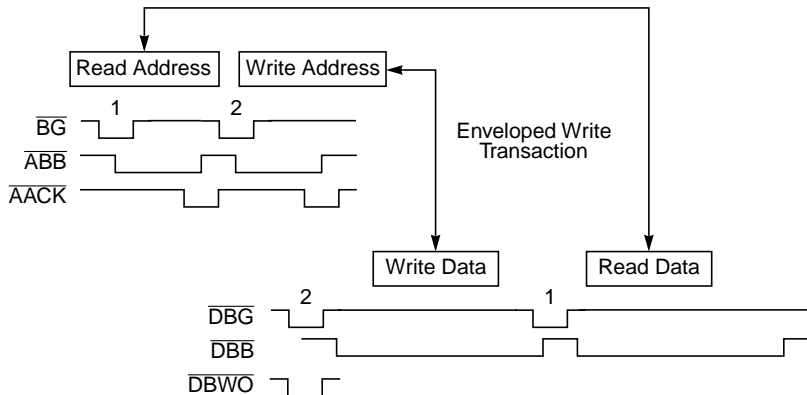 Read Address Write Address
1 2
BG
Enveloped Write
Transaction
ABB
AACK
Write Data Read Data
2 1
DBG
DBB
DBWO